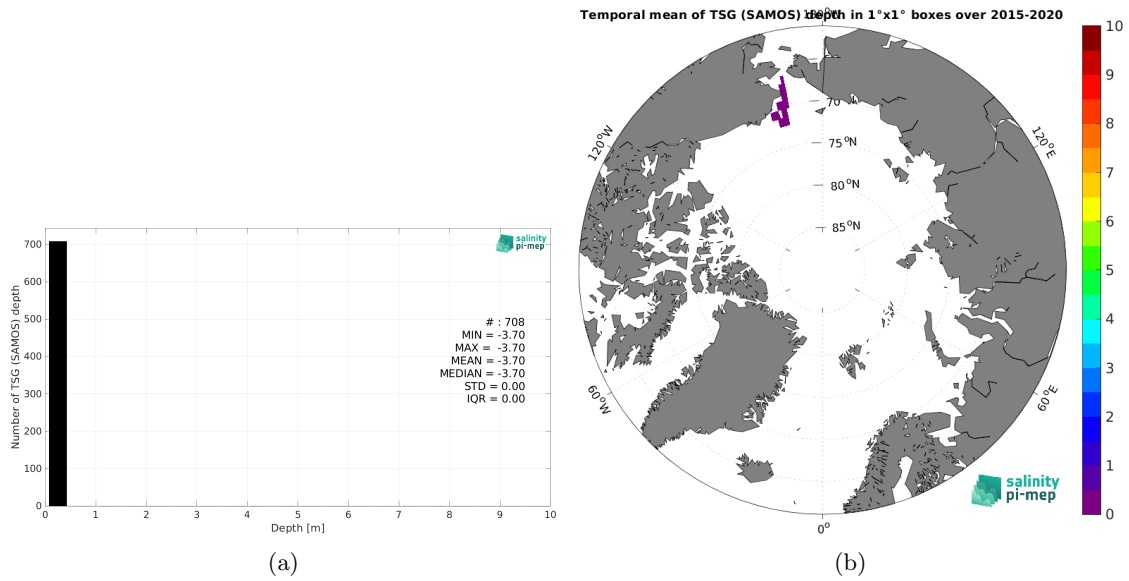 Number of TSG (SAMOS) depth
700
600
500
400
300
200
100
0
0 1 2 3 4 5 6 7 8 9 10
Depth [m]
salinity
pi-mep
# : 708
MIN = -3.70
MAX = -3.70
MEAN = -3.70
MEDIAN = -3.70
STD = 0.00
IQR = 0.00
(a)
Temporal mean of TSG (SAMOS) depth in 1°x1° boxes over 2015-2020
180°W
120°W
120°E
70°N
75°N
80°N
85°N
60°W
60°E
0°
salinity
pi-mep
10
9
8
7
6
5
4
3
2
1
0
(b)